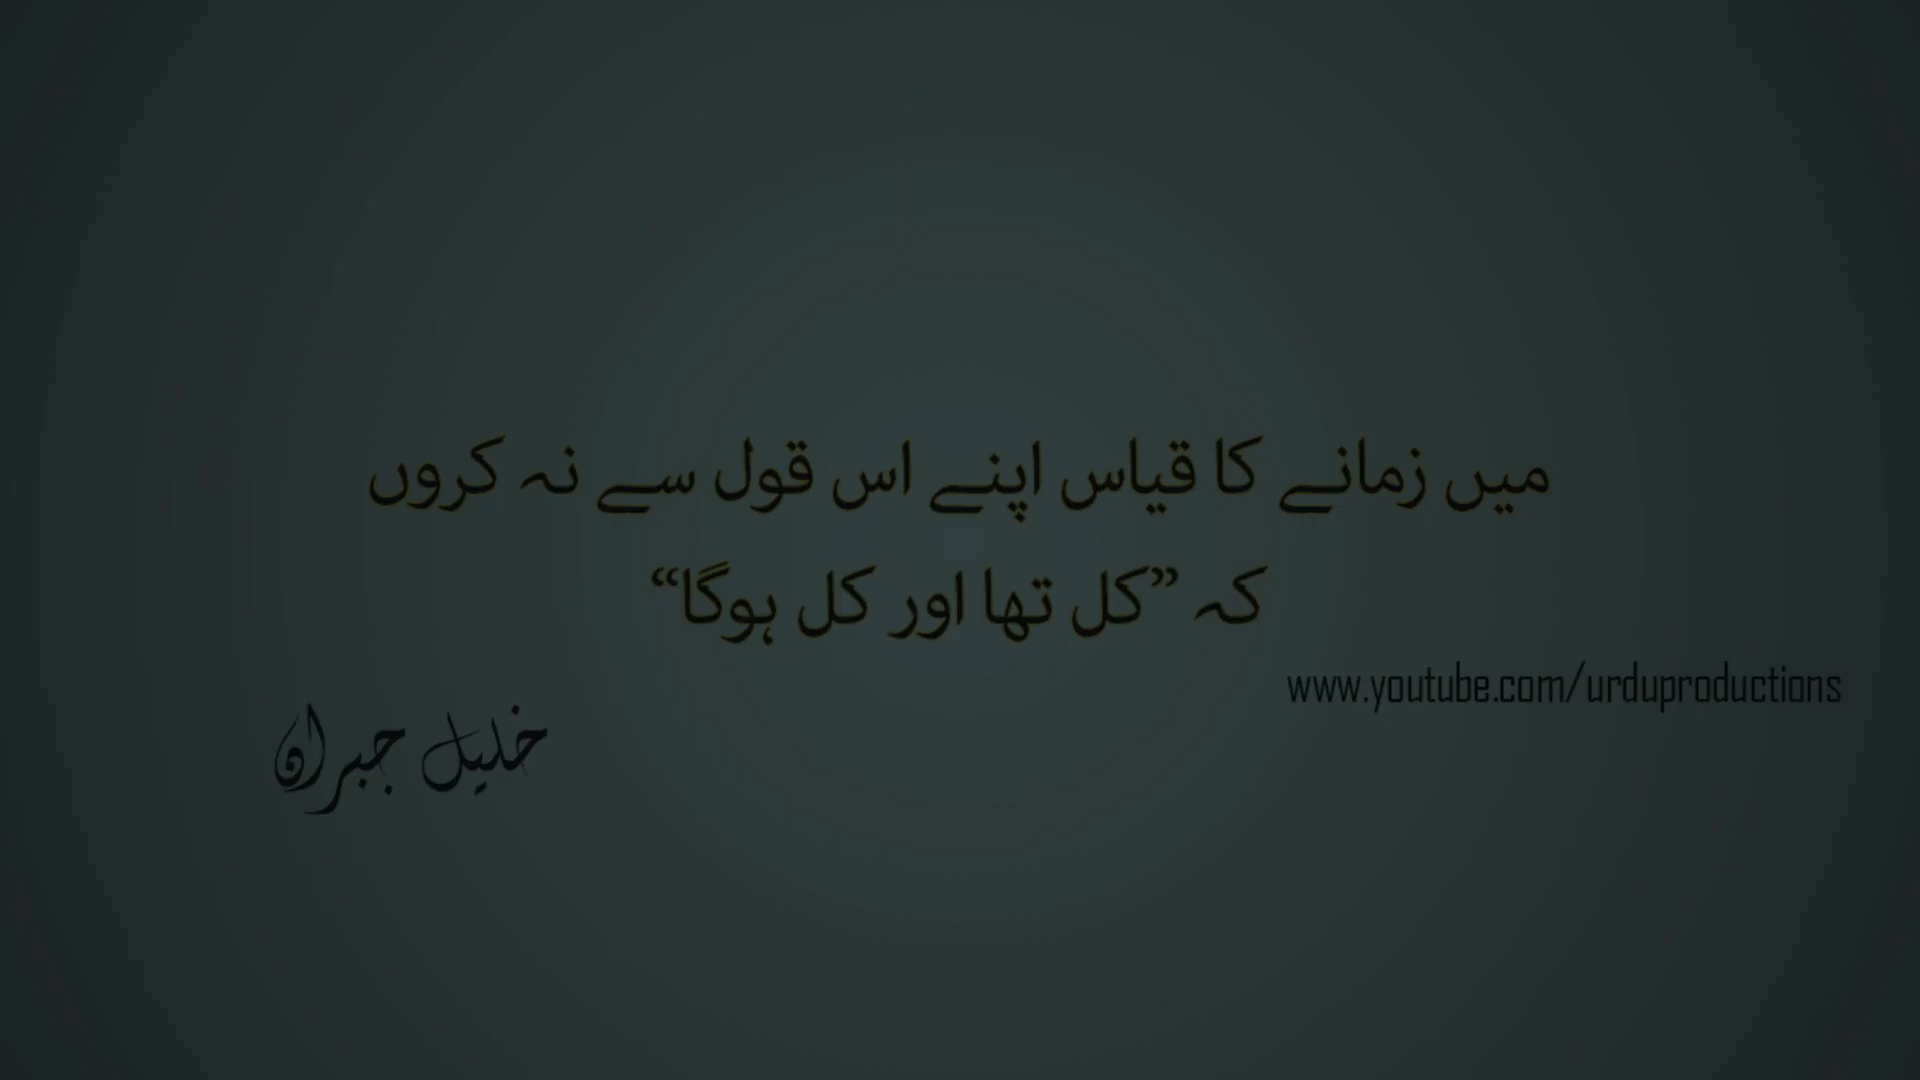 میں زمانے کا قیاس اپنے اس قول سے نہ کروں
کہ ”کل تھا اور کل ہوگا“
www.youtube.com/urduproductions
خلیل جبران